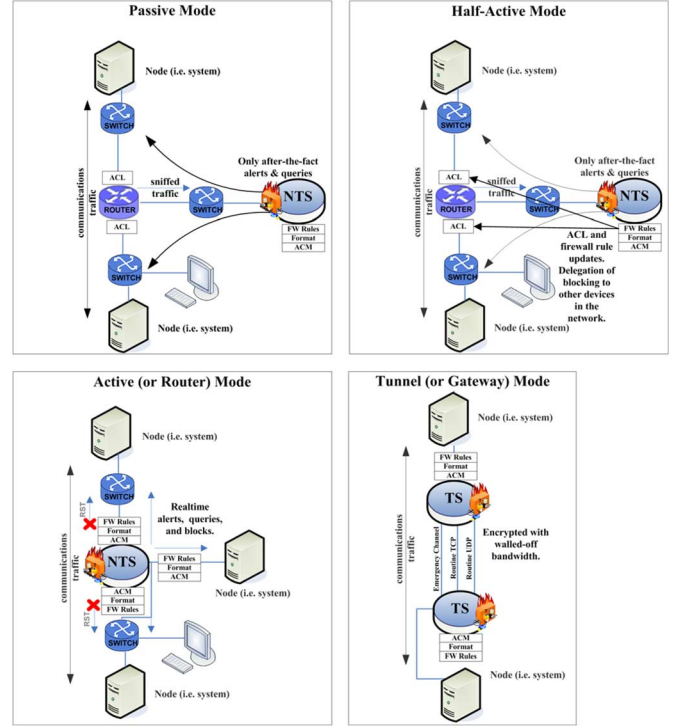 Passive Mode
Node (i.e. system)
SWITCH
communications
traffic
ACL
ROUTER
ACL
sniffed
traffic
SWITCH
Only after-the-fact
alerts & queries
NTS
FW Rules
Format
ACM
SWITCH
Node (i.e. system)
Half-Active Mode
Node (i.e. system)
SWITCH
communications
traffic
ACL
ROUTER
ACL
sniffed
traffic
SWITCH
Only after-the-fact
alerts & queries
NTS
FW Rules
Format
ACM
ACL and
firewall rule
updates.
Delegation of
blocking to
other devices
in the
network.
SWITCH
Node (i.e. system)
Active (or Router) Mode
Node (i.e. system)
SWITCH
communications
traffic
RST
FW Rules
Format
ACM
Realtime
alerts, queries,
and blocks.
NTS
FW Rules
Format
ACM
Node (i.e. system)
ACM
Format
FW Rules
RST
SWITCH
Node (i.e. system)
Tunnel (or Gateway) Mode
Node (i.e. system)
FW Rules
Format
ACM
TS
communications
traffic
Emergency Channel
Routine TCP
Routine UDP
Encrypted with
walled-off
bandwidth.
TS
ACM
Format
FW Rules
Node (i.e. system)